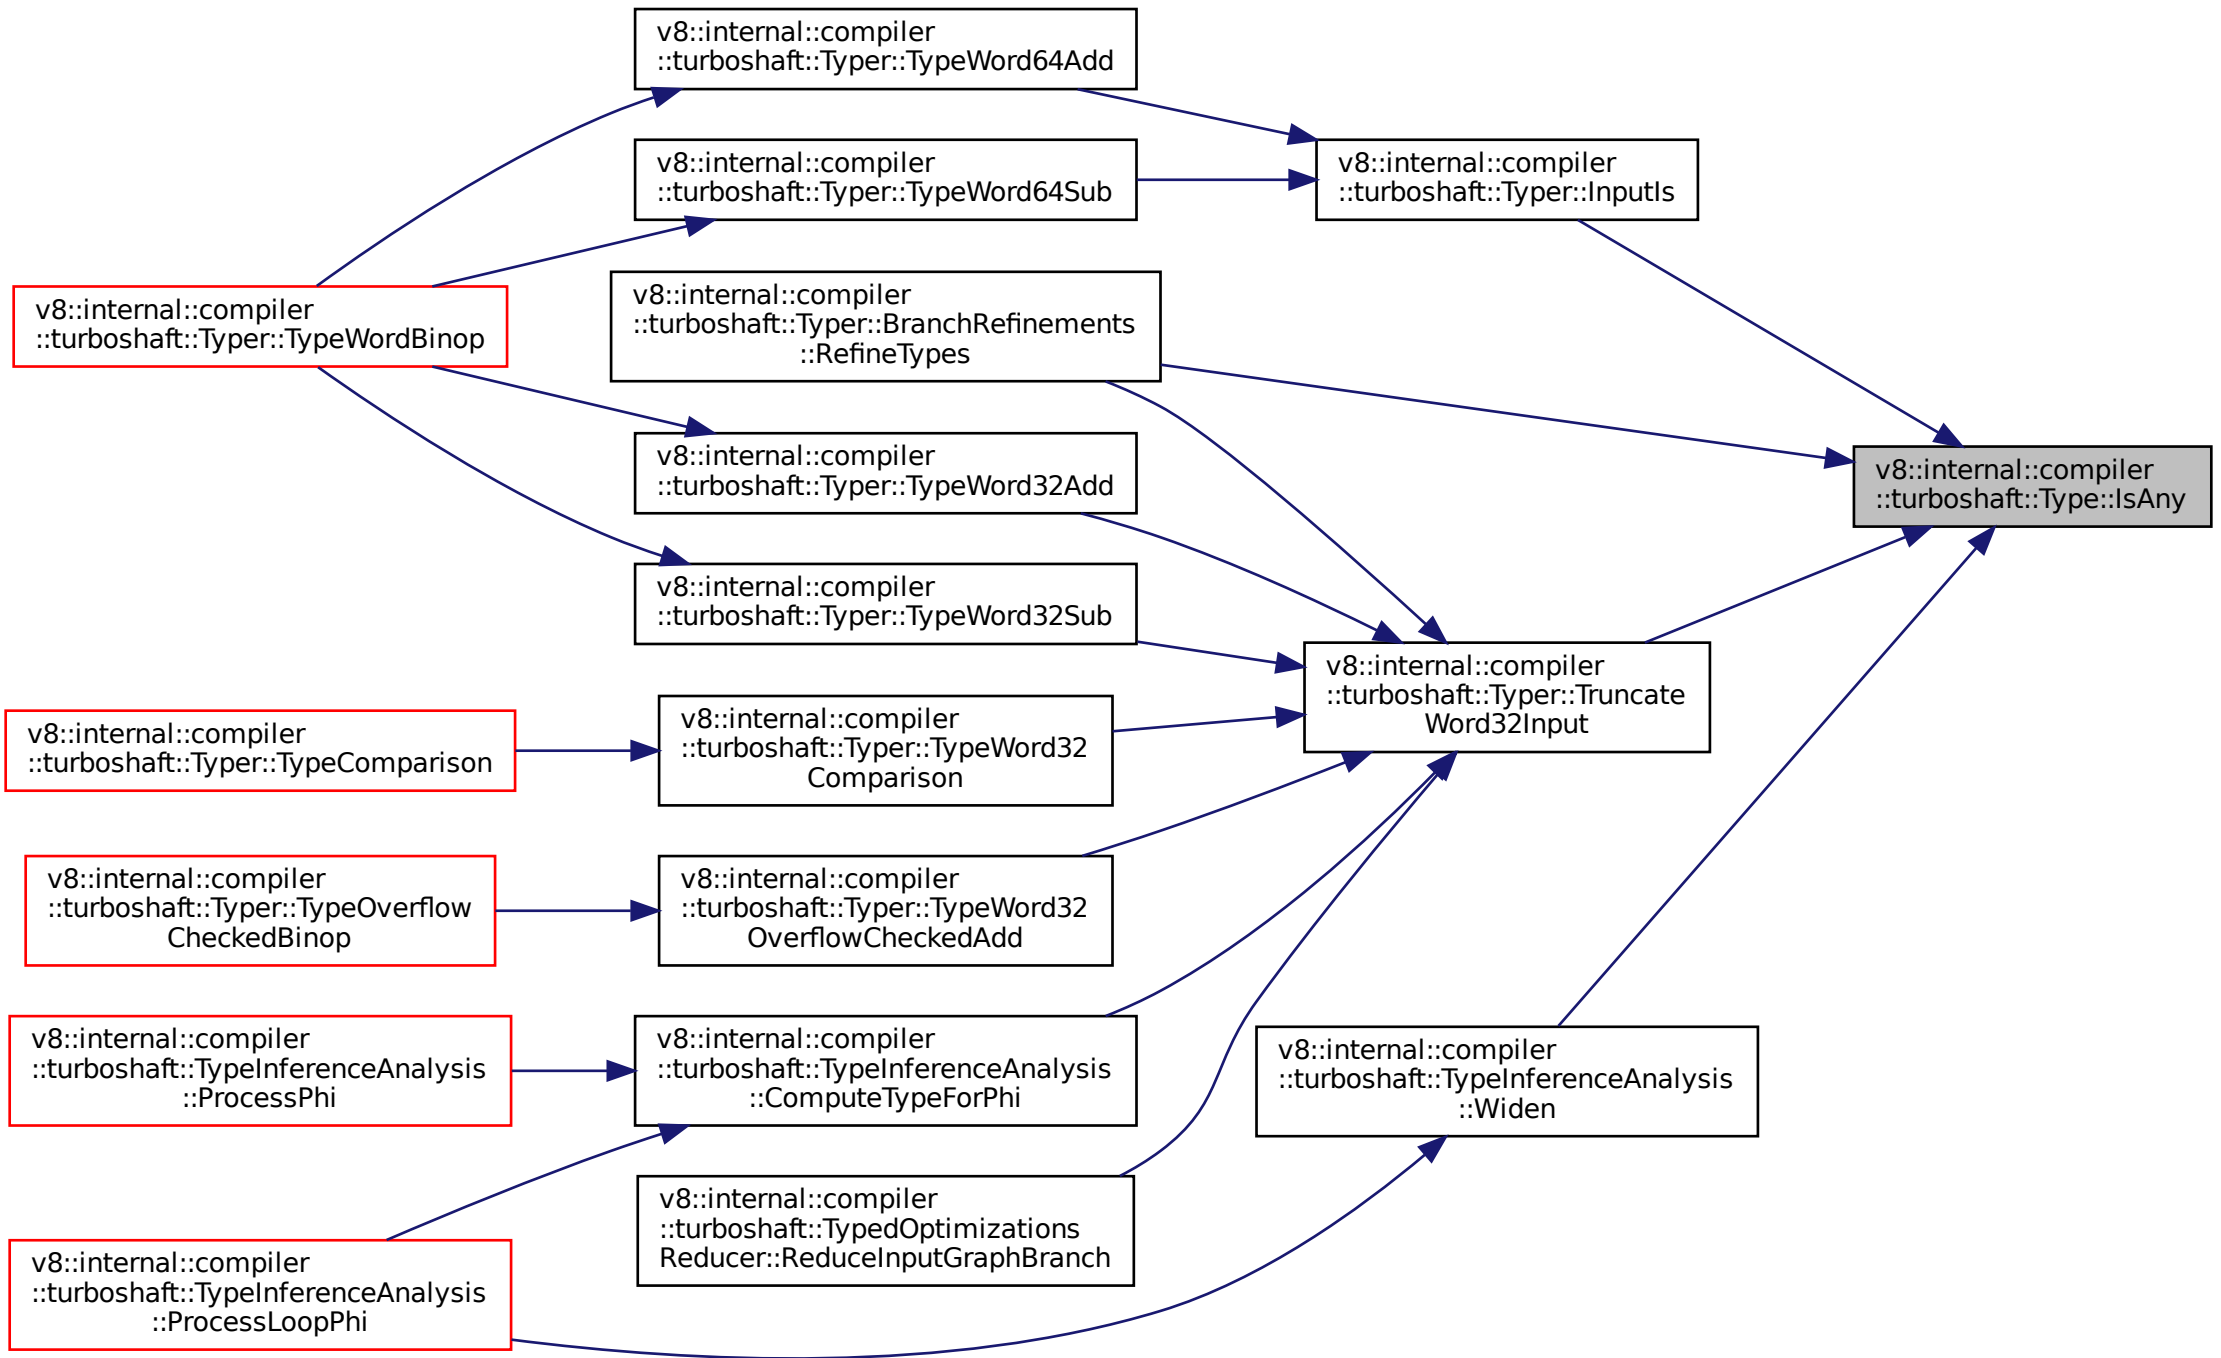 v8::internal::compiler
::turboshaft::Typer::TypeWord64Add
v8::internal::compiler
::turboshaft::Typer::TypeWord64Sub
v8::internal::compiler
::turboshaft::Typer::InputIs
v8::internal::compiler
::turboshaft::Typer::BranchRefinements
::RefineTypes
v8::internal::compiler
::turboshaft::Typer::TypeWordBinop
v8::internal::compiler
::turboshaft::Typer::TypeWord32Add
v8::internal::compiler
::turboshaft::Type::IsAny
v8::internal::compiler
::turboshaft::Typer::TypeWord32Sub
v8::internal::compiler
::turboshaft::Typer::Truncate
Word32Input
v8::internal::compiler
::turboshaft::Typer::TypeComparison
v8::internal::compiler
::turboshaft::Typer::TypeWord32
Comparison
v8::internal::compiler
::turboshaft::Typer::TypeOverflow
CheckedBinop
v8::internal::compiler
::turboshaft::Typer::TypeWord32
OverflowCheckedAdd
v8::internal::compiler
::turboshaft::TypeInferenceAnalysis
::ProcessPhi
v8::internal::compiler
::turboshaft::TypeInferenceAnalysis
::ComputeTypeForPhi
v8::internal::compiler
::turboshaft::TypeInferenceAnalysis
::Widen
v8::internal::compiler
::turboshaft::TypedOptimizations
Reducer::ReduceInputGraphBranch
v8::internal::compiler
::turboshaft::TypeInferenceAnalysis
::ProcessLoopPhi